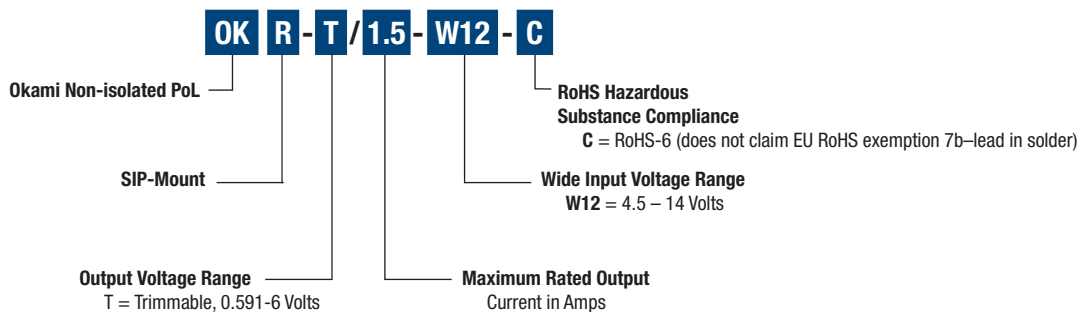 OK R - T / 1.5 - W12 - C
Okami Non-isolated PoL
RoHS Hazardous
Substance Compliance
C = RoHS-6 (does not claim EU RoHS exemption 7b–lead in solder)
SIP-Mount
Wide Input Voltage Range
W12 = 4.5 – 14 Volts
Output Voltage Range
T = Trimmable, 0.591-6 Volts
Maximum Rated Output
Current in Amps